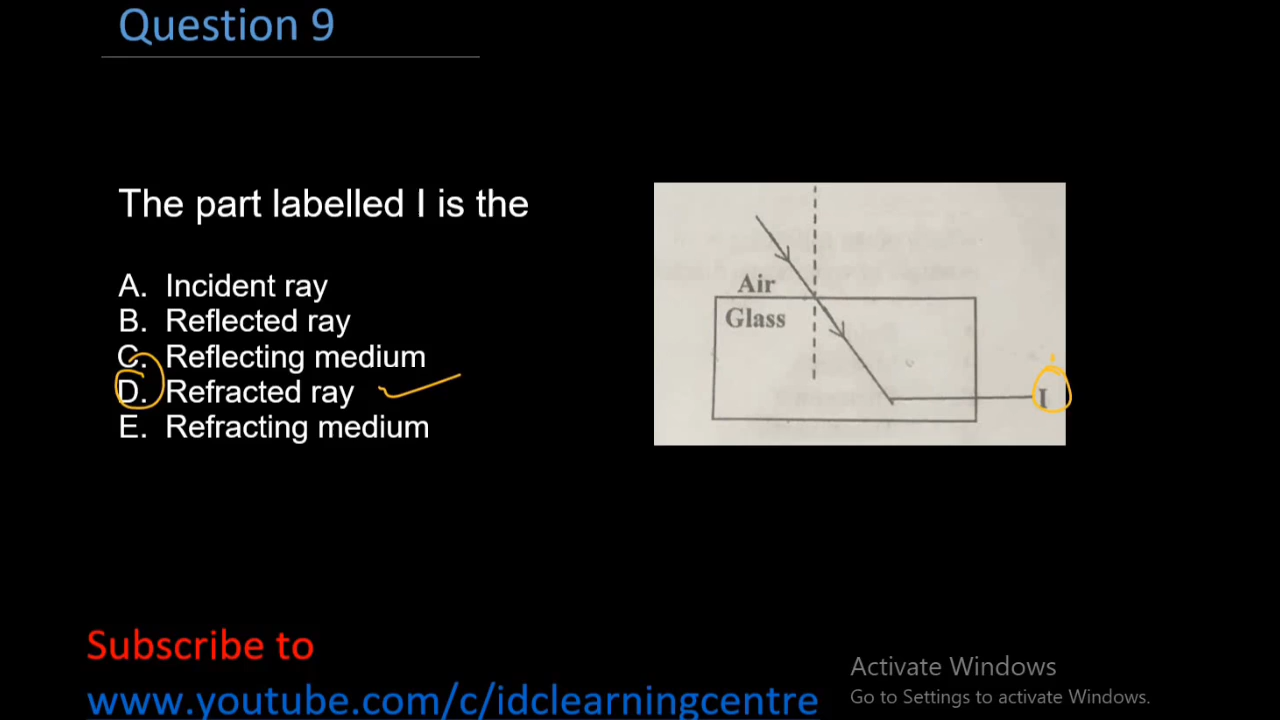 Question 9
The part labelled I is the
A. Incident ray
B. Reflected ray
C. Reflecting medium
D. Refracted ray
E. Refracting medium
Air
Glass
I
Subscribe to
www.youtube.com/c/idclearningcentre
Activate Windows
Go to Settings to activate Windows.